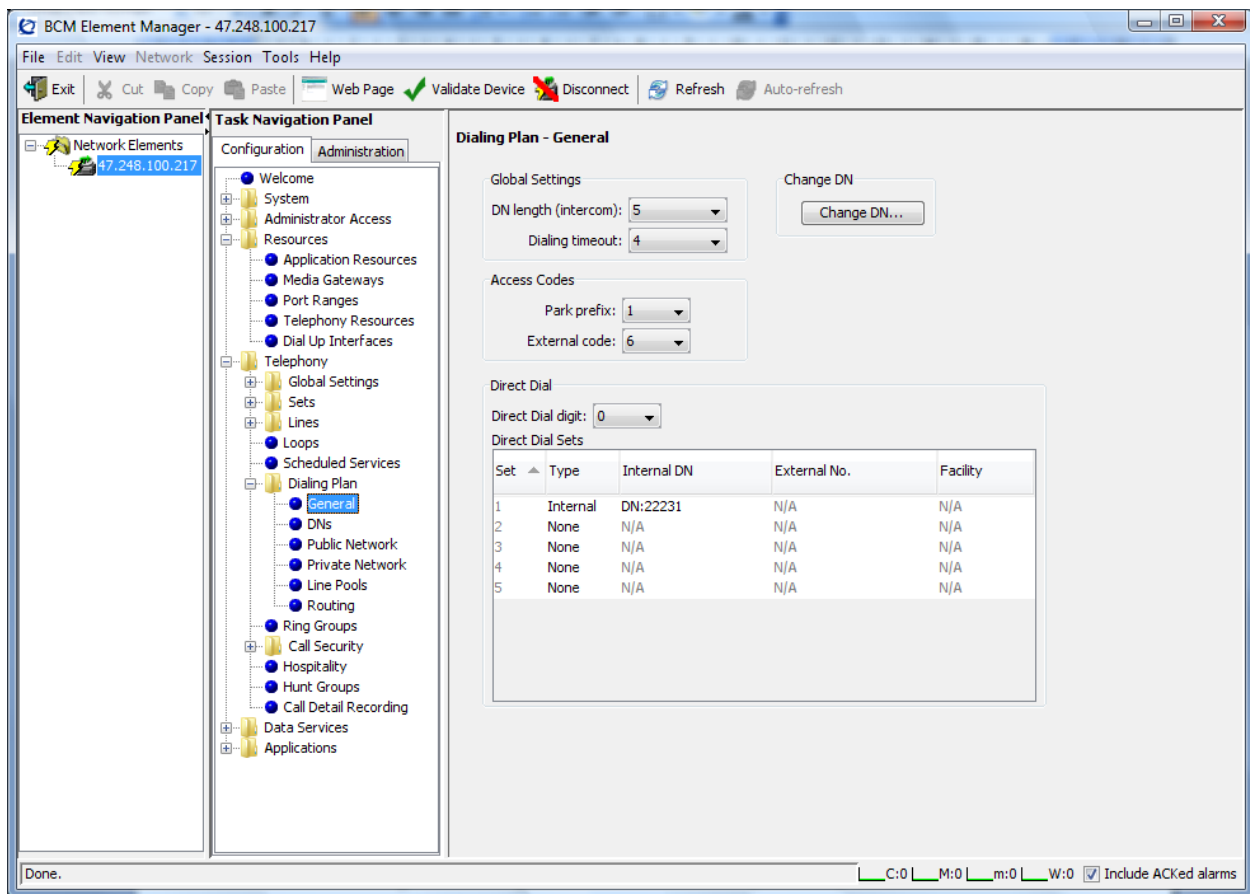 BCM Element Manager - 47.248.100.217
File Edit View Network Session Tools Help
Exit Cut Copy Paste Web Page Validate Device Disconnect Refresh Auto-refresh
Element Navigation Panel
Network Elements
47.248.100.217
Task Navigation Panel
Configuration Administration
Welcome
System
Administrator Access
Resources
Application Resources
Media Gateways
Port Ranges
Telephony Resources
Dial Up Interfaces
Telephony
Global Settings
Sets
Lines
Loops
Scheduled Services
Dialing Plan
General
DNs
Public Network
Private Network
Line Pools
Routing
Ring Groups
Call Security
Hospitality
Hunt Groups
Call Detail Recording
Data Services
Applications
Dialing Plan - General
Global Settings
DN length (intercom): 5
Dialing timeout: 4
Change DN
Change DN...
Access Codes
Park prefix: 1
External code: 6
Direct Dial
Direct Dial digit: 0
Direct Dial Sets
Set Type Internal DN External No. Facility
1 Internal DN:22231 N/A N/A
2 None N/A N/A N/A
3 None N/A N/A N/A
4 None N/A N/A N/A
5 None N/A N/A N/A
Done.
C:0 M:0 m:0 W:0 Include ACKed alarms